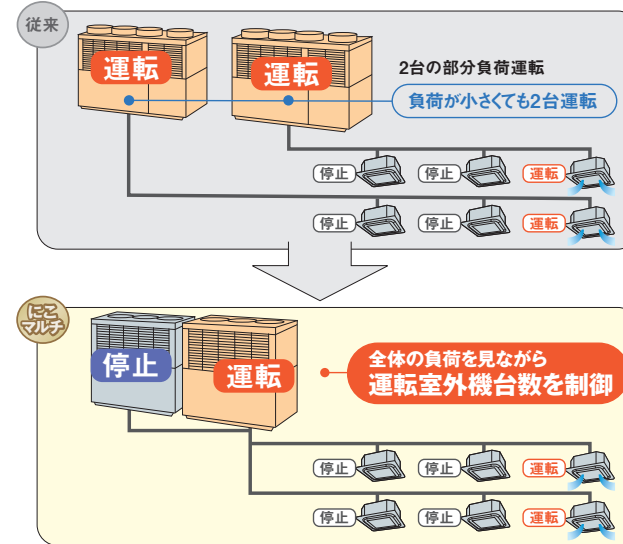 従来
運転
運転
2台の部分負荷運転
負荷が小さくても2台運転
停止
停止
運転
停止
停止
運転
にこ
マルチ
停止
運転
全体の負荷を見ながら
運転室外機台数を制御
停止
停止
運転
停止
停止
運転